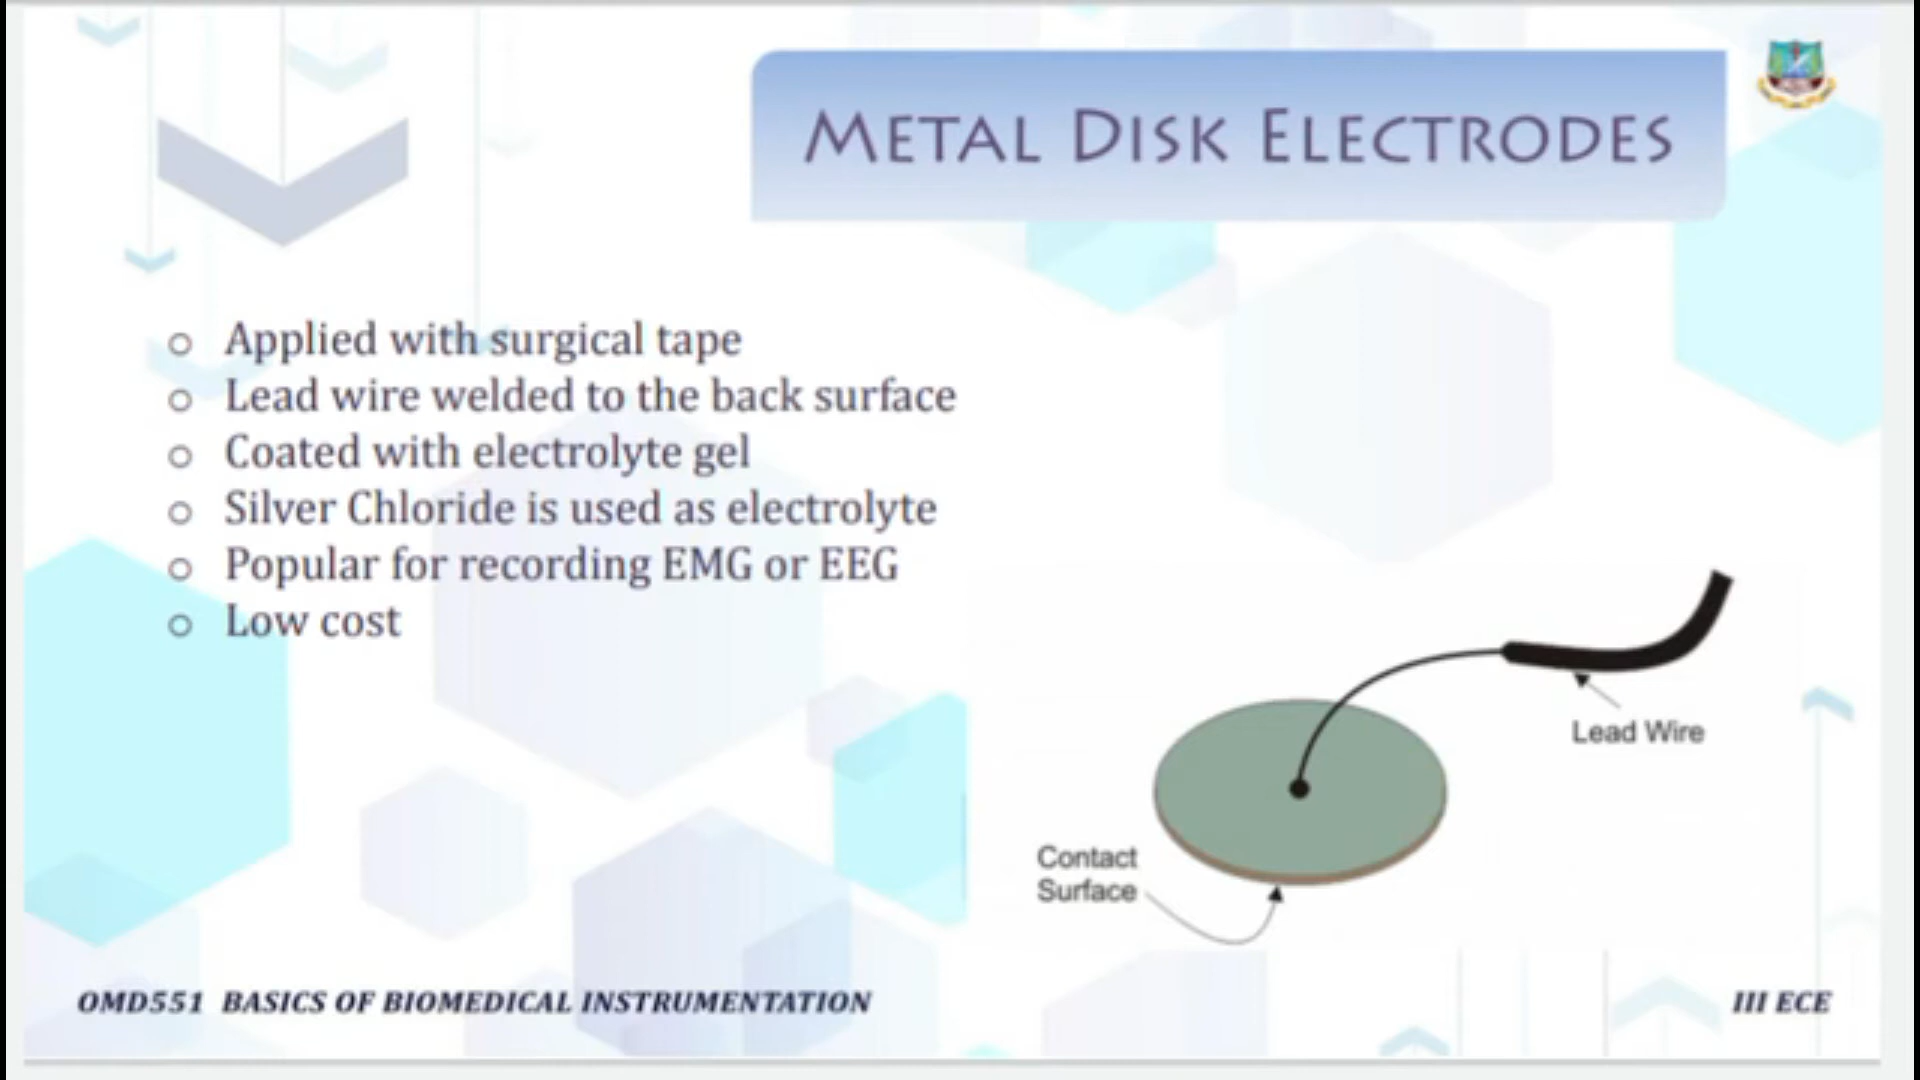 METAL DISK ELECTRODES
Applied with surgical tape
Lead wire welded to the back surface
Coated with electrolyte gel
Silver Chloride is used as electrolyte
Popular for recording EMG or EEG
Low cost
Lead Wire
Contact
Surface
OMD551 BASICS OF BIOMEDICAL INSTRUMENTATION
III ECE